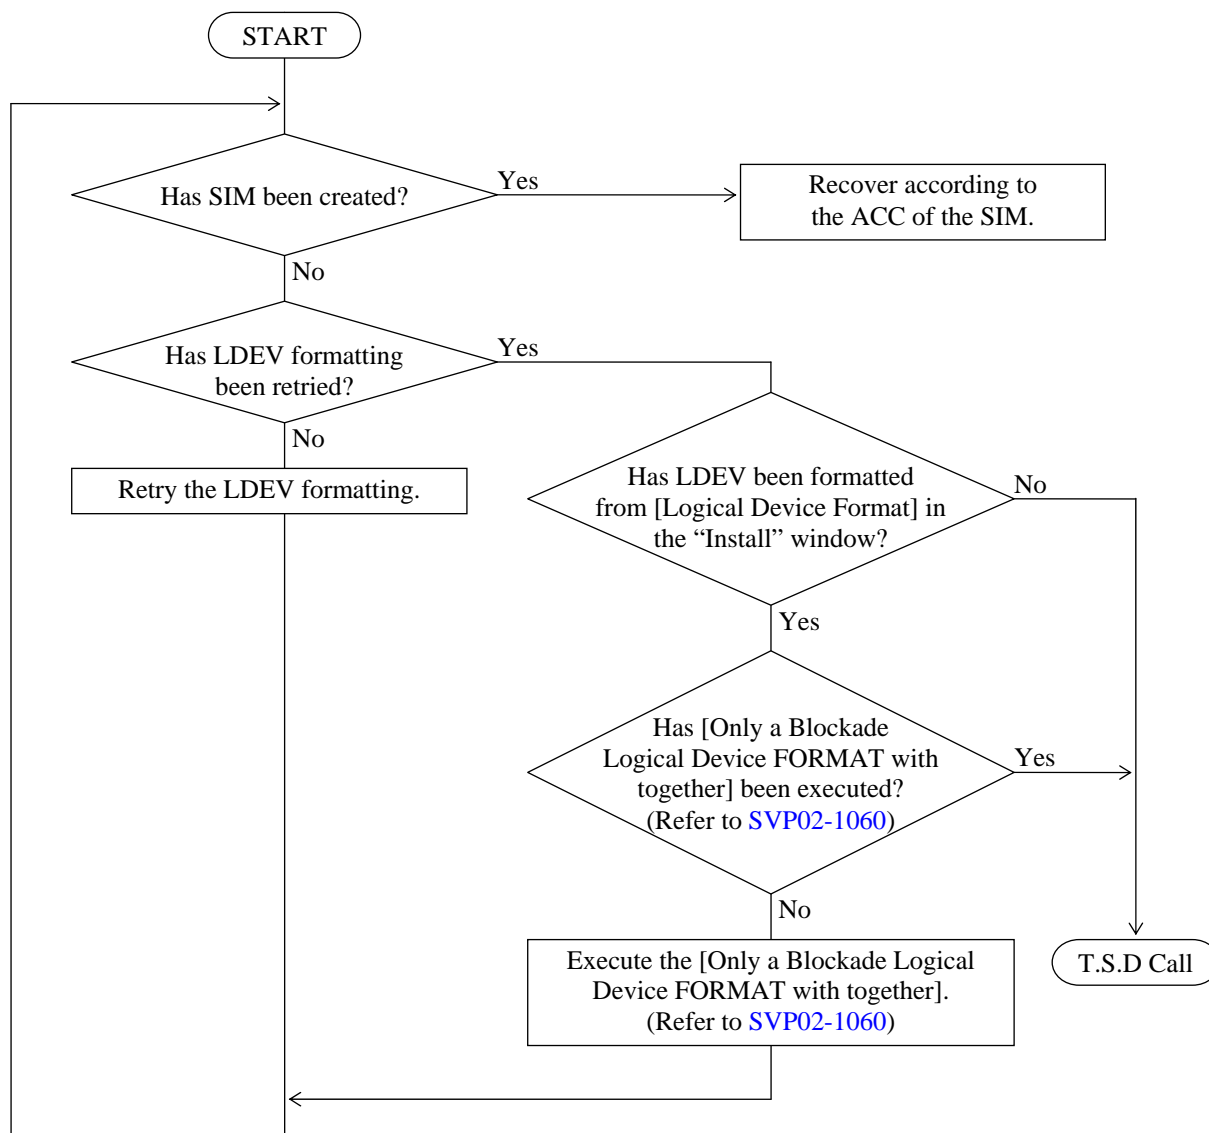 START
Has SIM been created?
Yes
Recover according to
the ACC of the SIM.
No
Has LDEV formatting
been retried?
Yes
No
Retry the LDEV formatting.
Has LDEV been formatted
from [Logical Device Format] in
the “Install” window?
No
Yes
Has [Only a Blockade
Logical Device FORMAT with
together] been executed?
(Refer to SVP02-1060)
Yes
No
Execute the [Only a Blockade Logical
Device FORMAT with together].
(Refer to SVP02-1060)
T.S.D Call